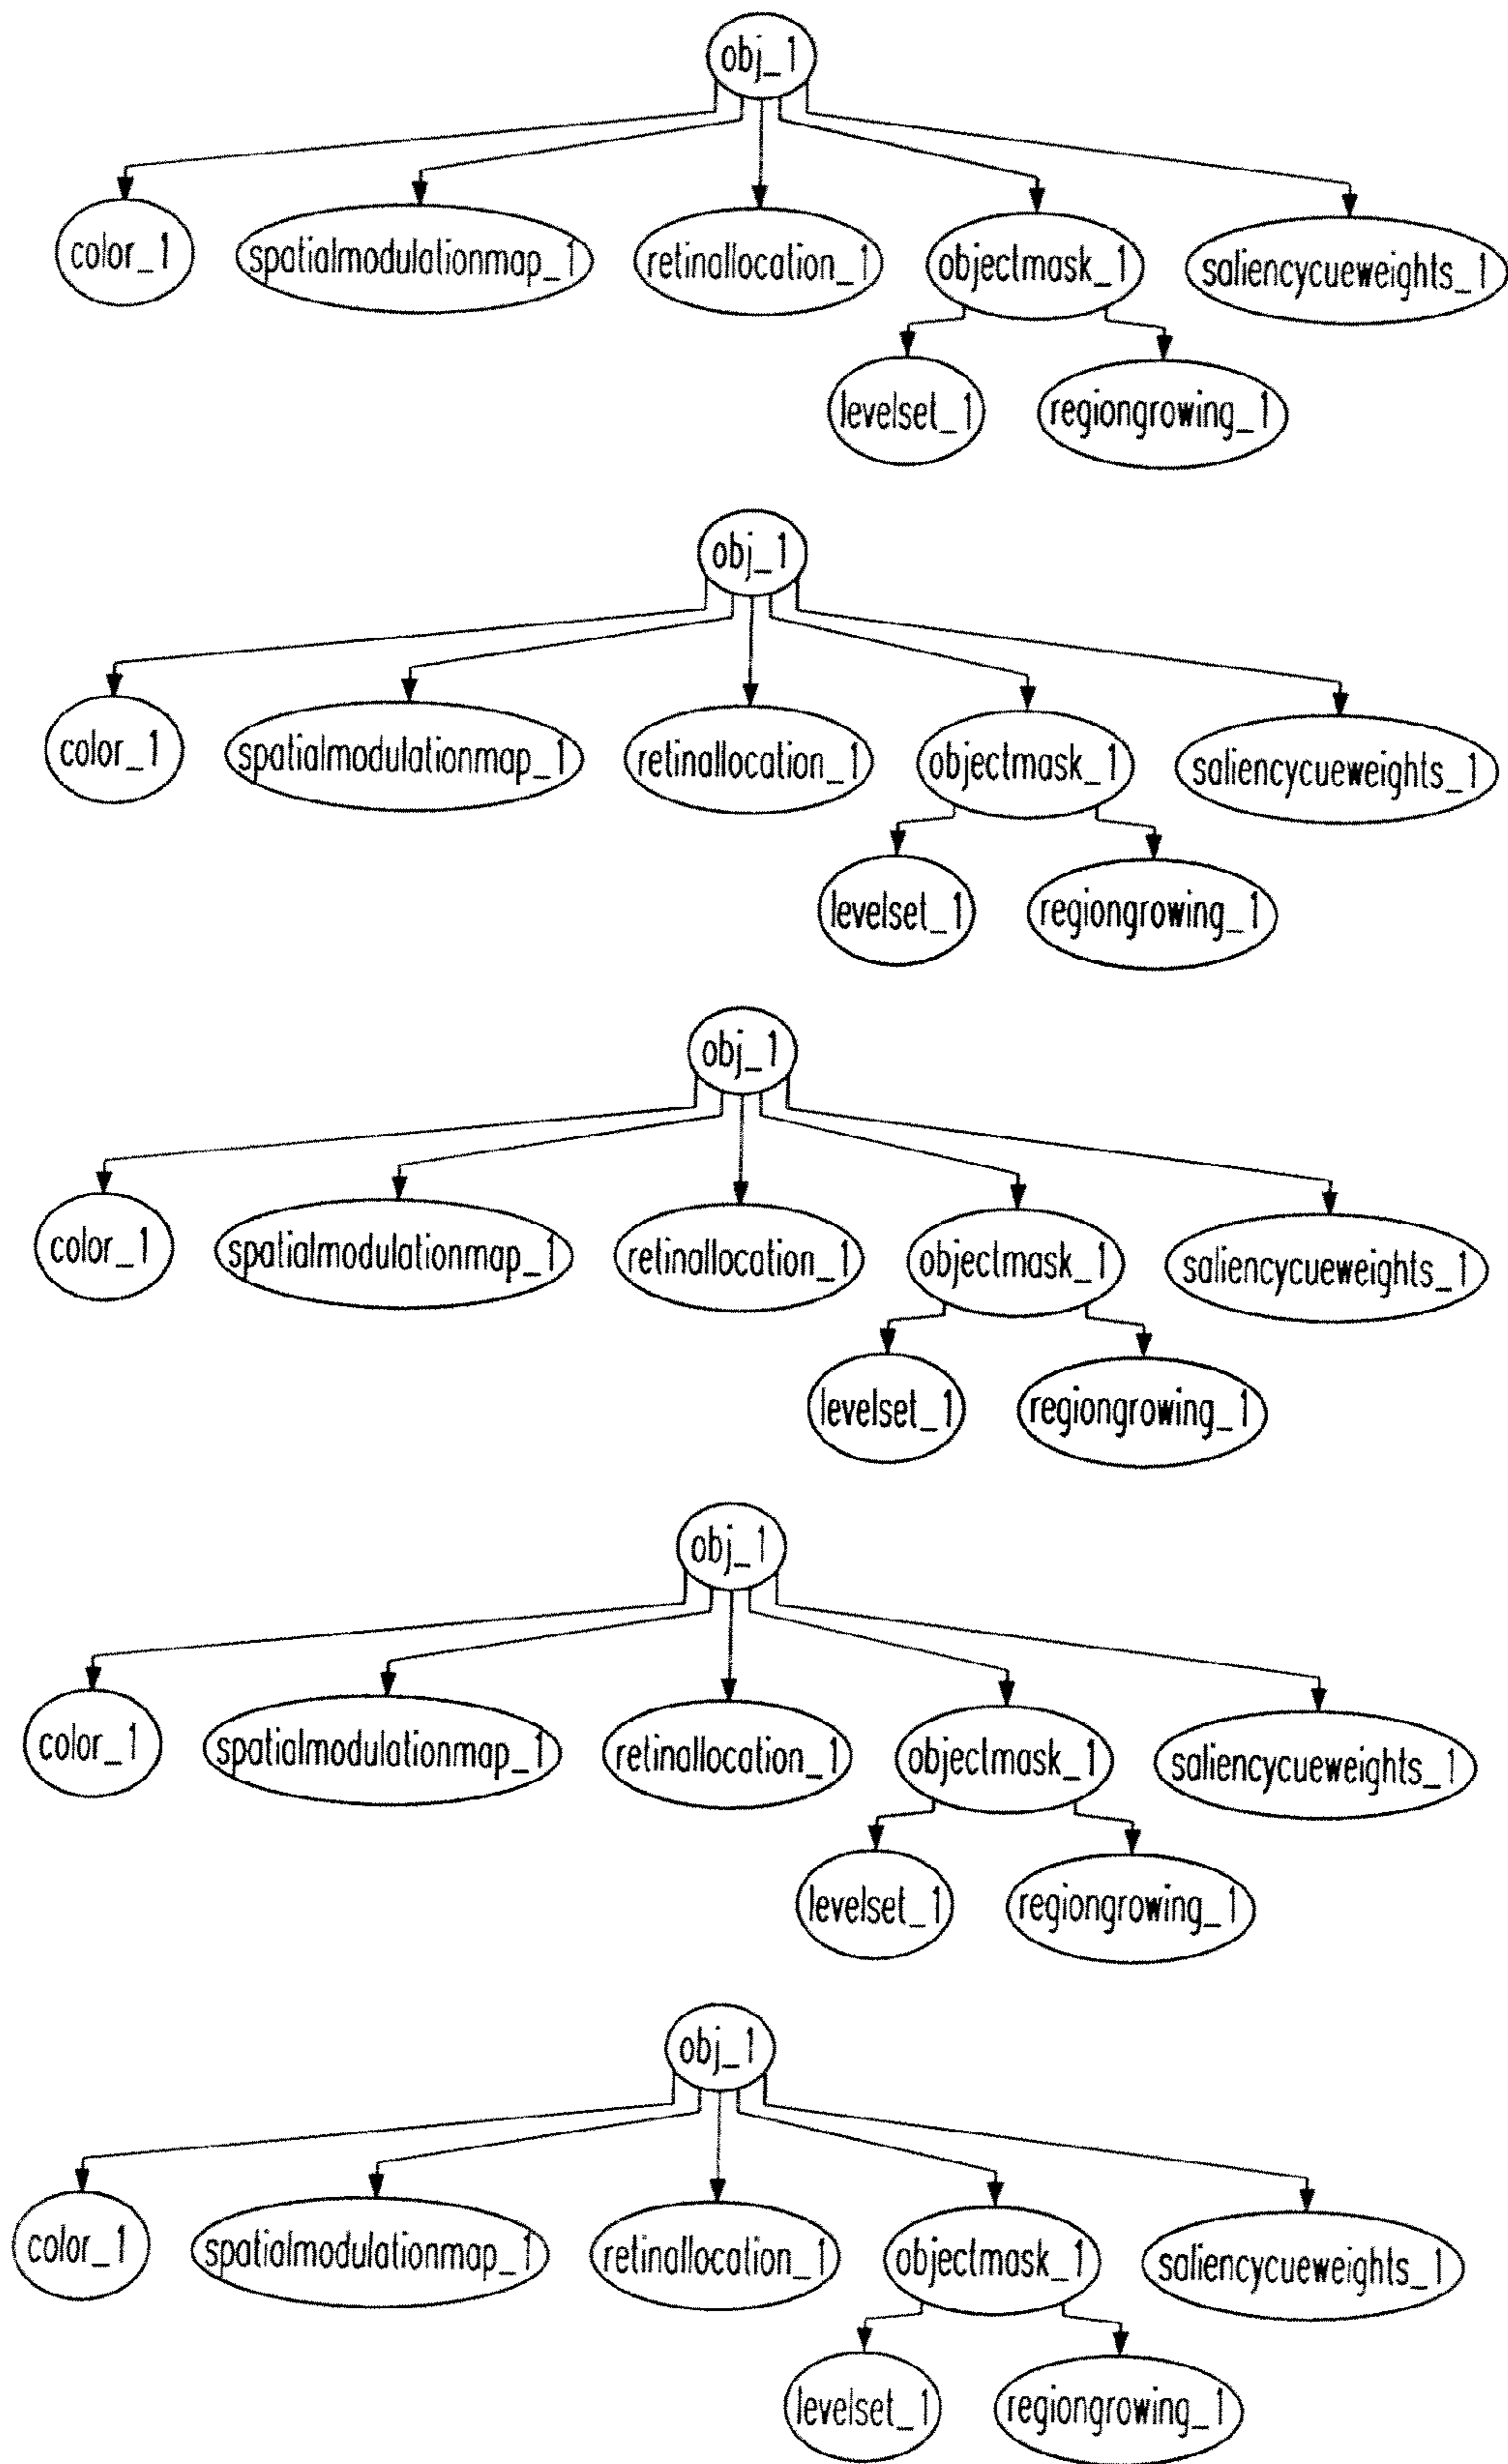 obj_1
color_1 spatialmodulationmap_1 retinallocation_1 objectmask_1 saliencycueweights_1
levelset_1 regiongrowing_1
obj_1
color_1 spatialmodulationmap_1 retinallocation_1 objectmask_1 saliencycueweights_1
levelset_1 regiongrowing_1
obj_1
color_1 spatialmodulationmap_1 retinallocation_1 objectmask_1 saliencycueweights_1
levelset_1 regiongrowing_1
obj_1
color_1 spatialmodulationmap_1 retinallocation_1 objectmask_1 saliencycueweights_1
levelset_1 regiongrowing_1
obj_1
color_1 spatialmodulationmap_1 retinallocation_1 objectmask_1 saliencycueweights_1
levelset_1 regiongrowing_1